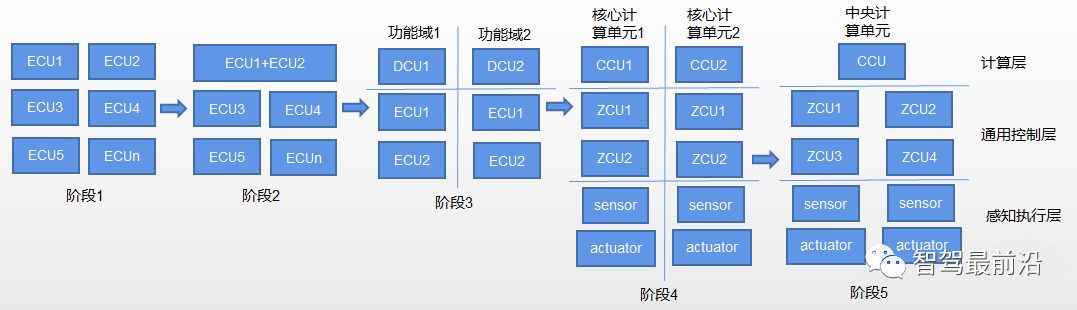 ECU1
ECU2
ECU3
ECU4
ECU5
ECUn
阶段1
ECU1+ECU2
ECU3
ECU4
ECU5
ECUn
阶段2
功能域1
功能域2
DCU1
DCU2
ECU1
ECU1
ECU2
ECU2
阶段3
核心计
算单元1
核心计
算单元2
CCU1
CCU2
ZCU1
ZCU1
ZCU2
ZCU2
sensor
sensor
actuator
actuator
阶段4
中央计
算单元
CCU
ZCU1
ZCU2
ZCU3
ZCU4
sensor
sensor
actuator
actuator
阶段5
计算层
通用控制层
感知执行层
智驾最前沿